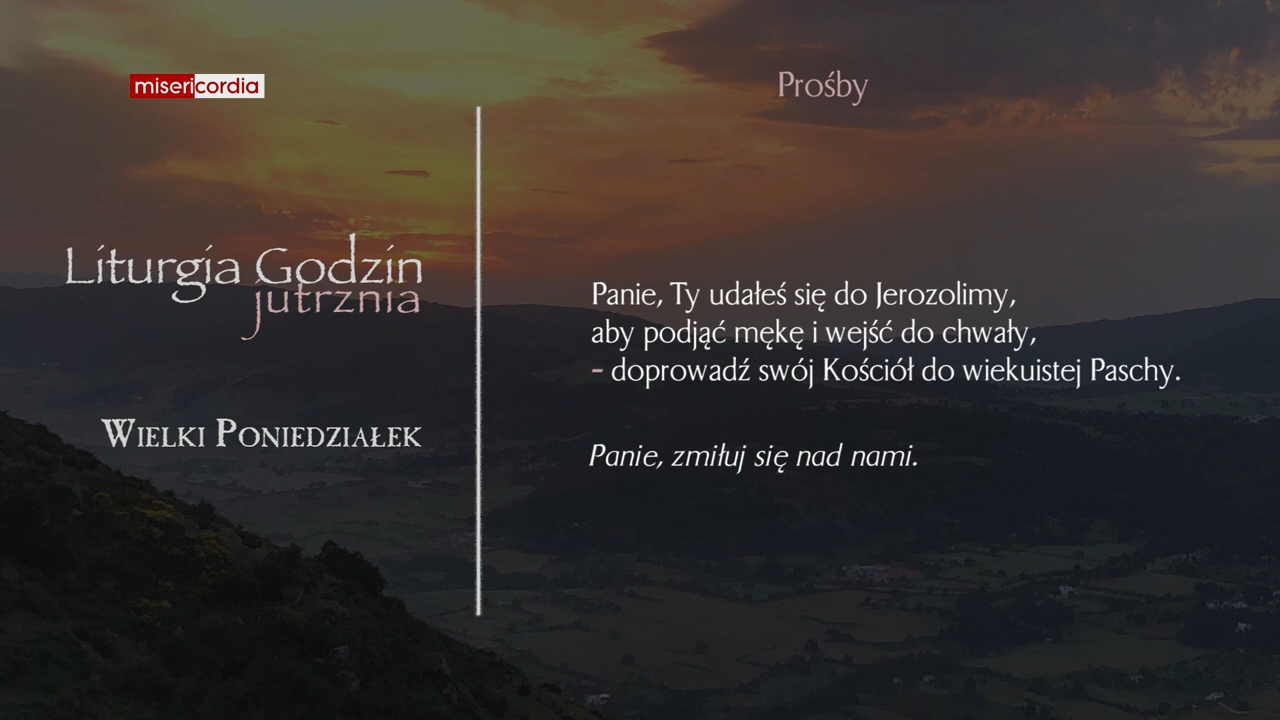 misericordia
Liturgia Godzin
jutrznia
Wielki Poniedziałek
Prośby
Panie, Ty udałeś się do Jerozolimy,
aby podjąć mękę i wejść do chwały,
- doprowadź swój Kościół do wiekuistej Paschy.
Panie, zmiłuj się nad nami.